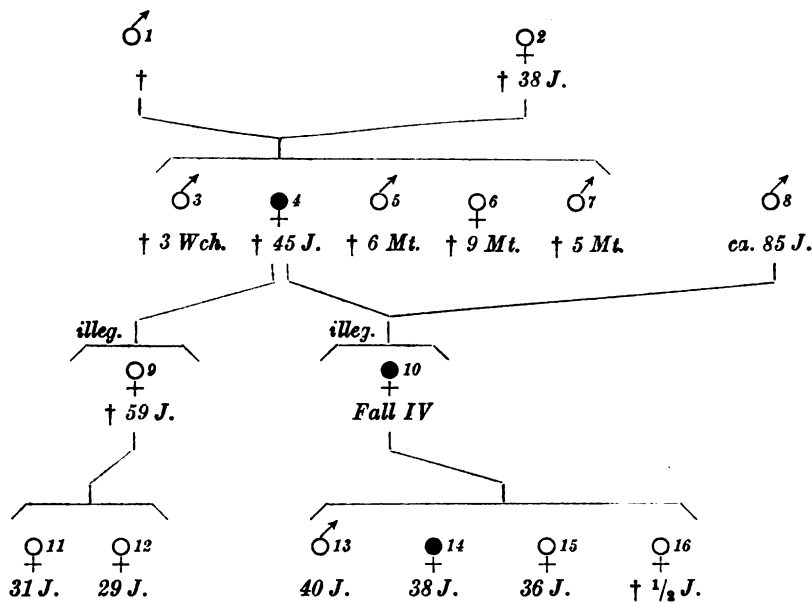 1 2
† † 38 J.
3 4 5 6 7 8
† 3 Wch. † 45 J. † 6 Mt. † 9 Mt. † 5 Mt. ca. 85 J.
illeg. illeg.
9 10
† 59 J. Fall IV
11 12 13 14 15 16
31 J. 29 J. 40 J. 38 J. 36 J. † 1/2 J.